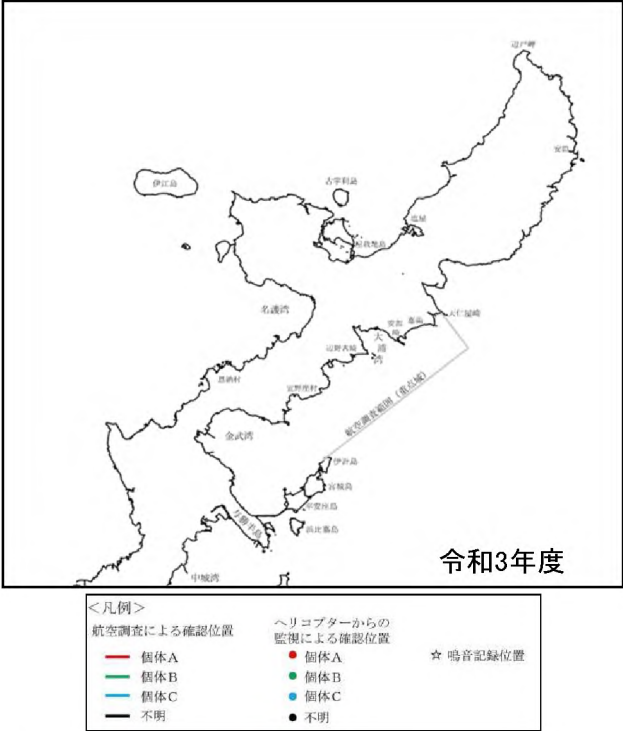 辺戸岬
安田
伊江島
古宇利島
塩屋
屋我地島
名護湾
天仁屋崎
嘉陽
安部崎
大浦湾
辺野古崎
恩納村
宜野座村
航空調査範囲(重点域)
金武湾
伊計島
宮城島
平安座島
浜比嘉島
与勝半島
中城湾
令和3年度
<凡例>
航空調査による確認位置
個体A
個体B
個体C
不明
ヘリコプターからの
監視による確認位置
個体A
個体B
個体C
不明
☆ 鳴音記録位置